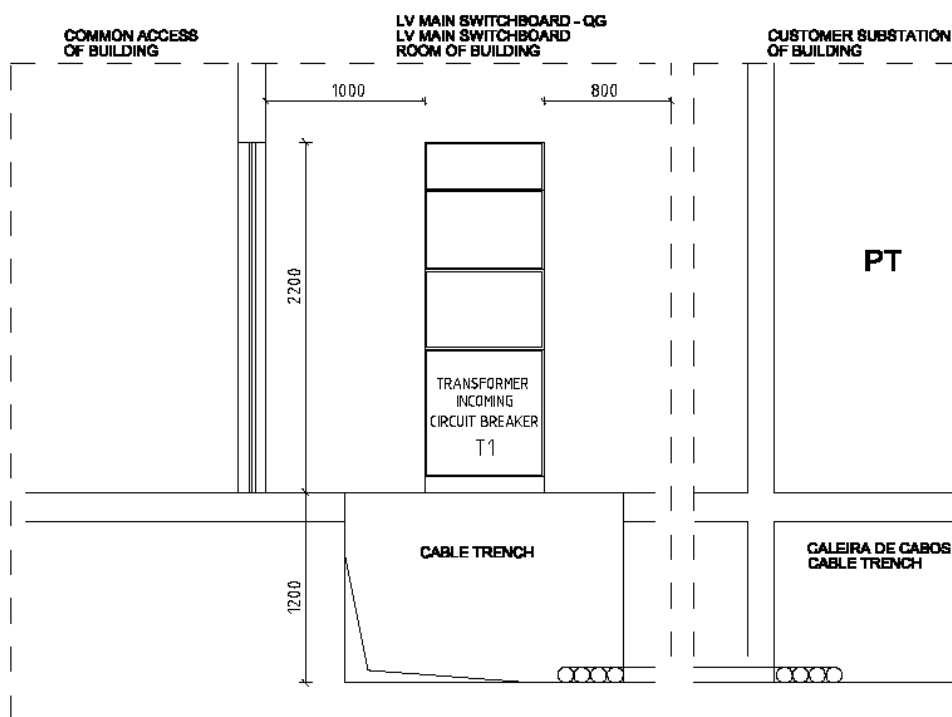 COMMON ACCESS
OF BUILDING
LV MAIN SWITCHBOARD - QG
LV MAIN SWITCHBOARD
ROOM OF BUILDING
CUSTOMER SUBSTATION
OF BUILDING
1000
800
2200
PT
TRANSFORMER
INCOMING
CIRCUIT BREAKER
T1
CABLE TRENCH
CALEIRA DE CABOS
CABLE TRENCH
1200